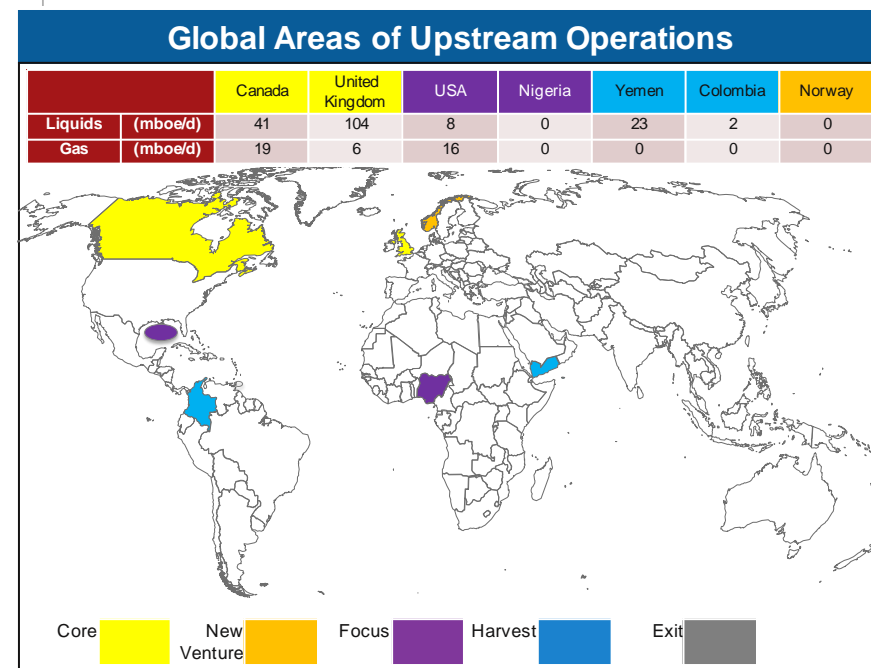 Global Areas of Upstream Operations
Canada United Kingdom USA Nigeria Yemen Colombia Norway
Liquids (mboe/d) 41 104 8 0 23 2 0
Gas (mboe/d) 19 6 16 0 0 0 0
Core New Venture Focus Harvest Exit